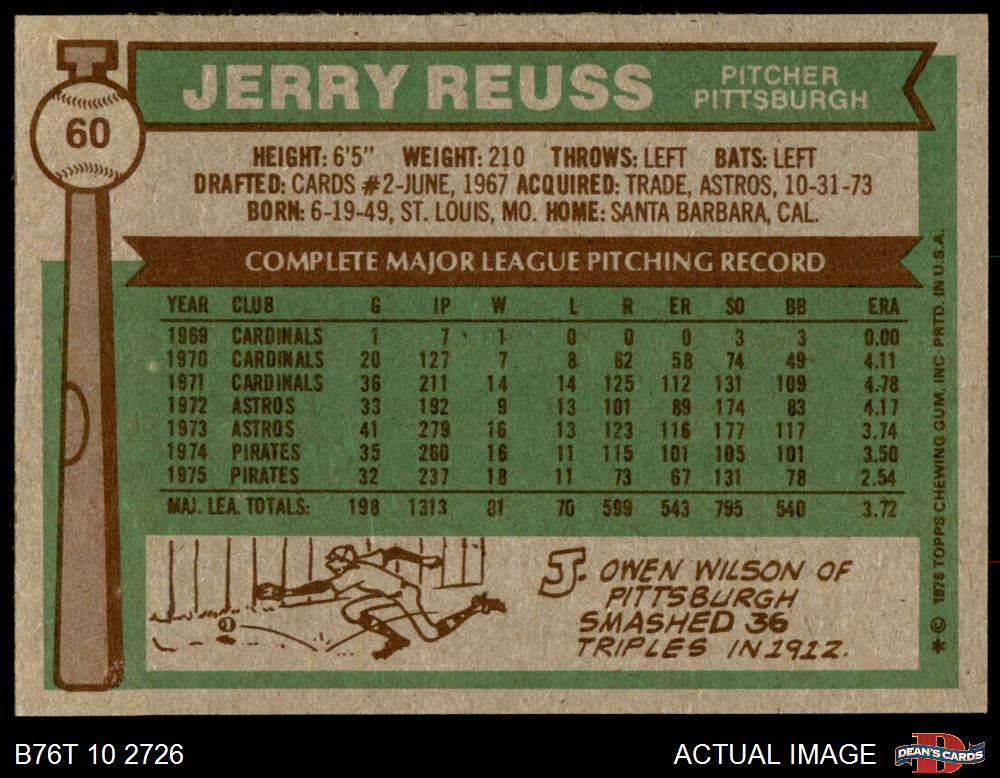 60
JERRY REUSS
PITCHER
PITTSBURGH
HEIGHT: 6'5" WEIGHT: 210 THROWS: LEFT BATS: LEFT
DRAFTED: CARDS #2-JUNE, 1967 ACQUIRED: TRADE, ASTROS, 10-31-73
BORN: 6-19-49, ST. LOUIS, MO. HOME: SANTA BARBARA, CAL.
COMPLETE MAJOR LEAGUE PITCHING RECORD
YEAR CLUB G IP W L R ER SO BB ERA
1969 CARDINALS 1 7 1 0 0 0 3 3 0.00
1970 CARDINALS 20 127 7 8 62 58 74 49 4.11
1971 CARDINALS 36 211 14 14 125 112 131 109 4.78
1972 ASTROS 33 192 9 13 101 89 174 83 4.17
1973 ASTROS 41 279 16 13 123 116 177 117 3.74
1974 PIRATES 35 260 16 11 115 101 105 101 3.50
1975 PIRATES 32 237 18 11 73 67 131 78 2.54
MAJ. LEA. TOTALS: 198 1313 81 70 599 543 795 540 3.72
J. OWEN WILSON OF
PITTSBURGH
SMASHED 36
TRIPLES IN 1912.
* © 1976 TOPPS CHEWING GUM, INC. PRTD. IN U.S.A.
B76T 10 2726
ACTUAL IMAGE
DEAN'S CARDS